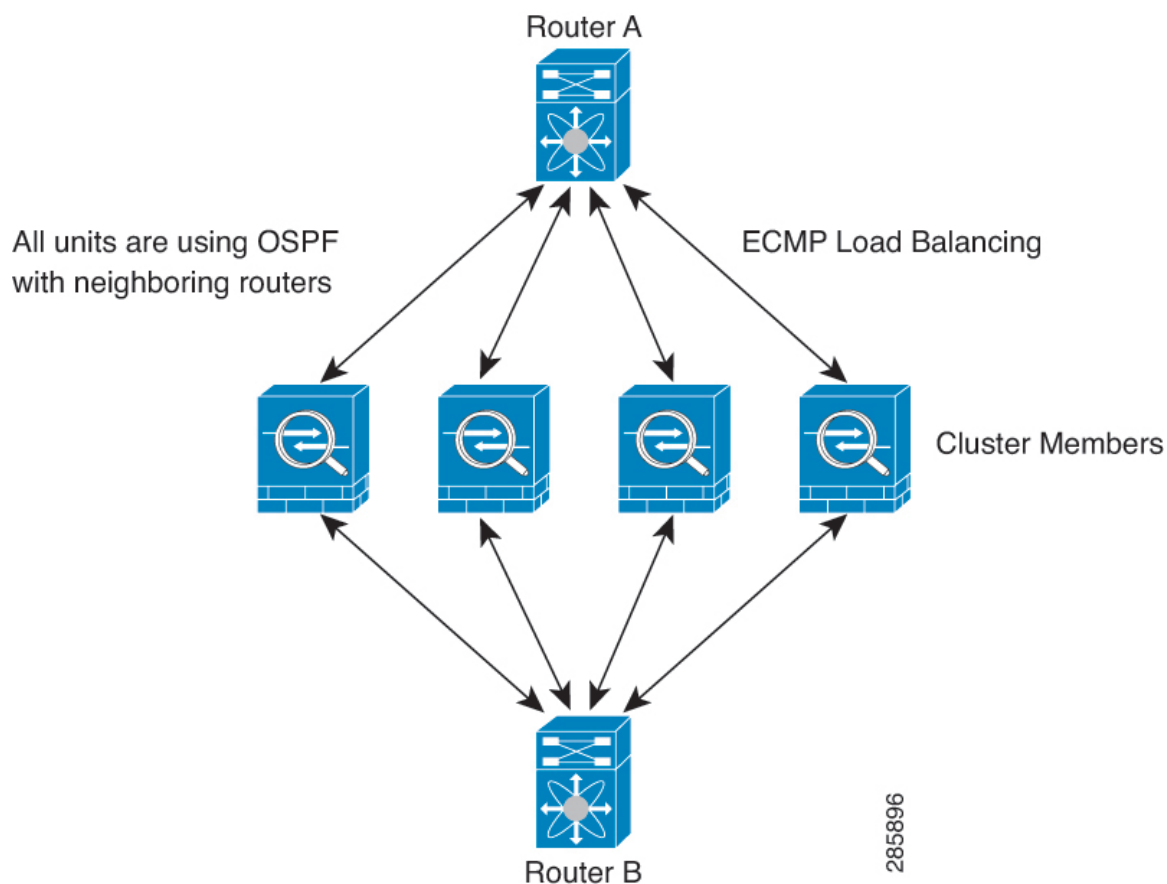 Router A
All units are using OSPF
with neighboring routers
ECMP Load Balancing
Cluster Members
285896
Router B